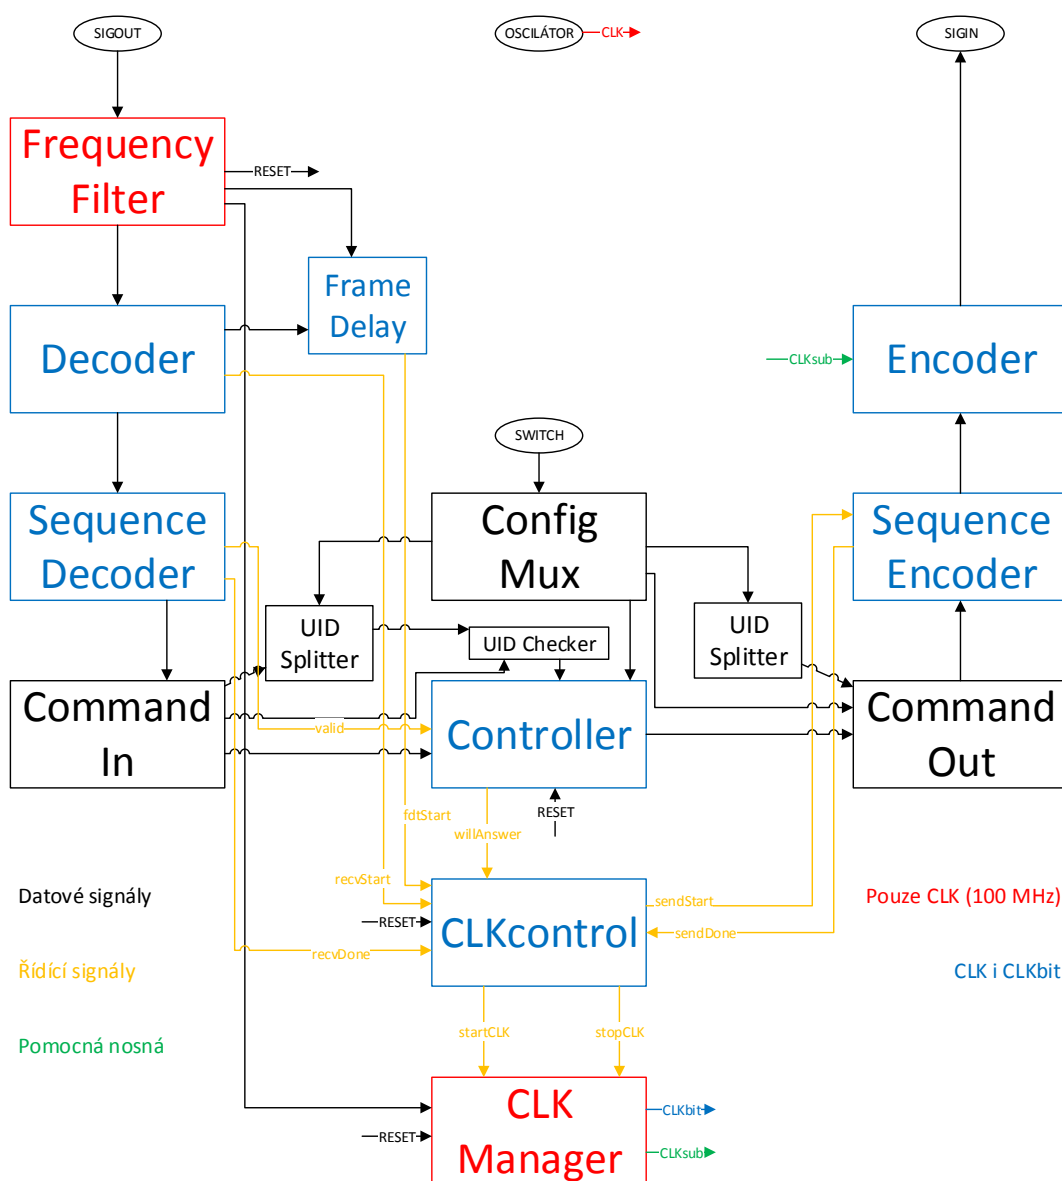 SIGOUT
OSCILÁTOR
CLK
SIGIN
Frequency
Filter
RESET
Frame
Delay
Decoder
CLKsub
Encoder
SWITCH
Sequence
Decoder
Config
Mux
Sequence
Encoder
UID
Splitter
UID Checker
UID
Splitter
Command
In
valid
Controller
Command
Out
RESET
fdtStart
willAnswer
recvStart
Datové signály
Pouze CLK (100 MHz)
RESET
CLKcontrol
sendStart
sendDone
recvDone
Řídící signály
CLK i CLKbit
startCLK
stopCLK
Pomocná nosná
CLK
Manager
CLKbit
RESET
CLKsub